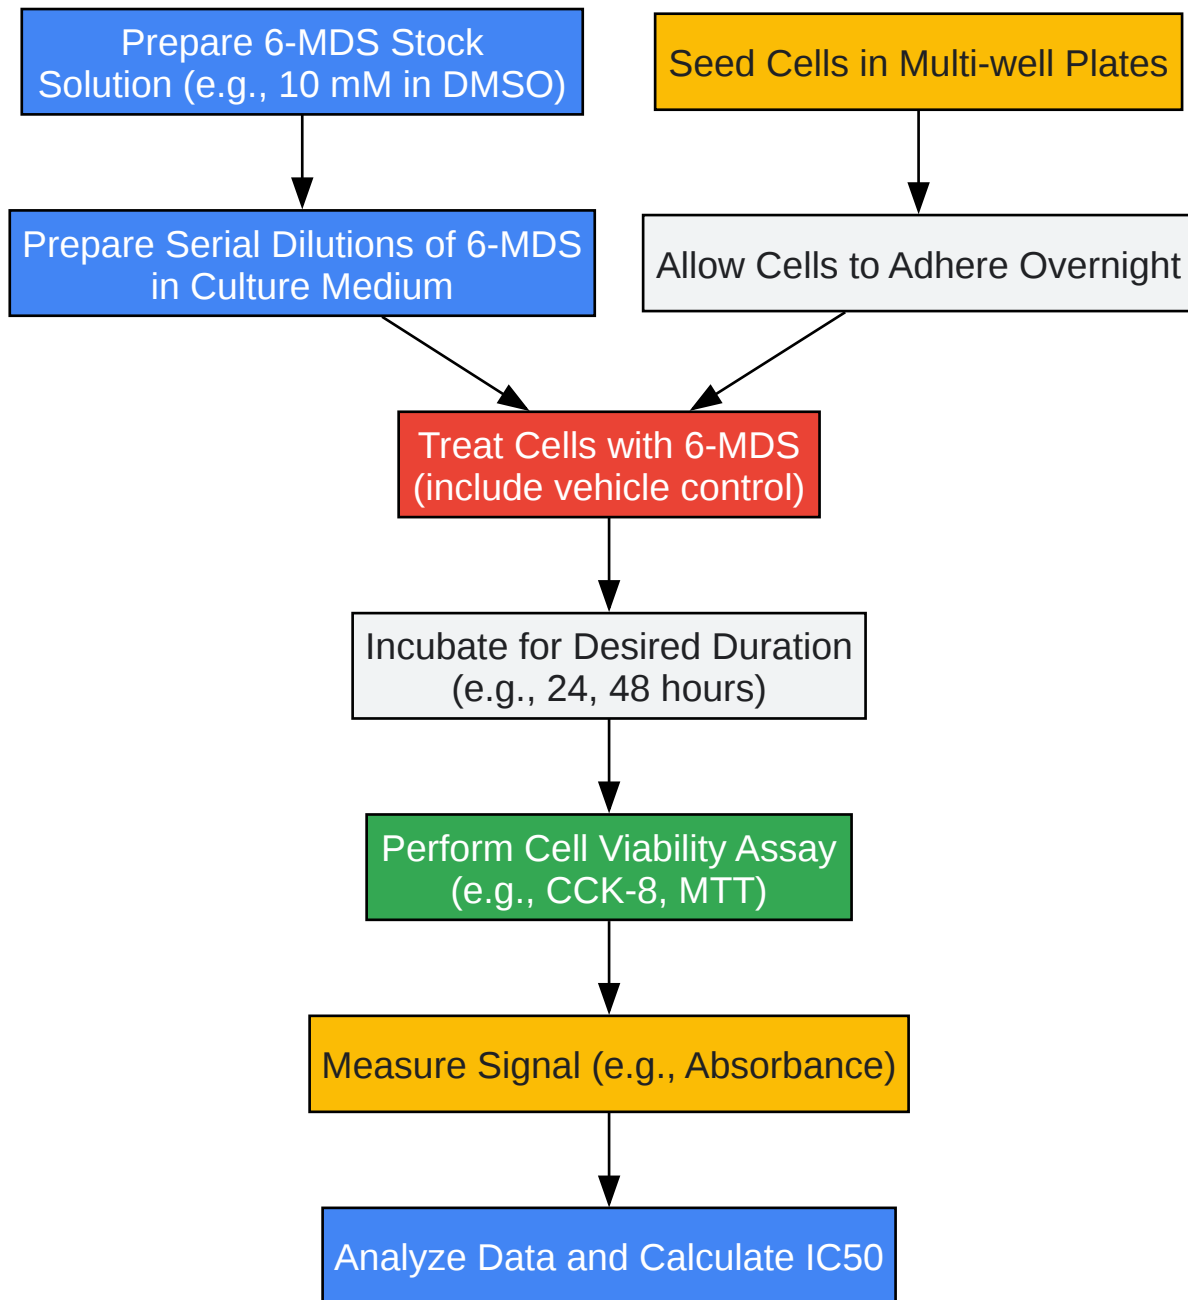 Prepare 6-MDS Stock
Solution (e.g., 10 mM in DMSO)
Seed Cells in Multi-well Plates
Prepare Serial Dilutions of 6-MDS
in Culture Medium
Allow Cells to Adhere Overnight
Treat Cells with 6-MDS
(include vehicle control)
Incubate for Desired Duration
(e.g., 24, 48 hours)
Perform Cell Viability Assay
(e.g., CCK-8, MTT)
Measure Signal (e.g., Absorbance)
Analyze Data and Calculate IC50